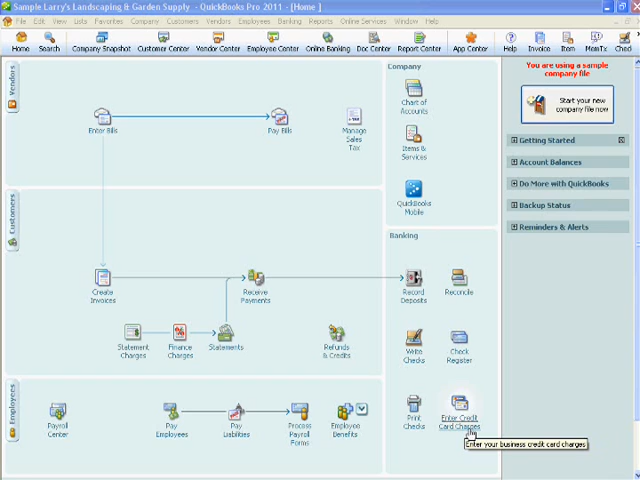 Sample Larry's Landscaping & Garden Supply - QuickBooks Pro 2011 - [Home ]
File Edit View Lists Favorites Company Customers Vendors Employees Banking Reports Online Services Window Help
Home Search Company Snapshot Customer Center Vendor Center Employee Center Online Banking Doc Center Report Center App Center Help Invoice Item MemTx Check
Vendors
Enter Bills
Pay Bills
Manage
Sales
Tax
Customers
Create
Invoices
Receive
Payments
Statement
Charges
Finance
Charges
Statements
Refunds
& Credits
Employees
Payroll
Center
Pay
Employees
Pay
Liabilities
Process
Payroll
Forms
Employee
Benefits
Company
Chart of
Accounts
Items &
Services
QuickBooks
Mobile
Banking
Record
Deposits
Reconcile
Write
Checks
Check
Register
Print
Checks
Enter Credit
Card Charges
Enter your business credit card charges
You are using a sample
company file
Start your new
company file now
Getting Started
Account Balances
Do More with QuickBooks
Backup Status
Reminders & Alerts